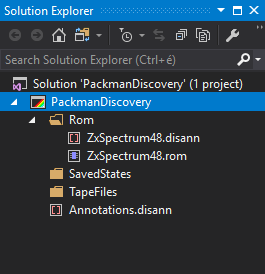 Solution Explorer
Search Solution Explorer (Ctrl+é)
Solution 'PackmanDiscovery' (1 project)
PackmanDiscovery
Rom
ZxSpectrum48.disann
ZxSpectrum48.rom
SavedStates
TapeFiles
Annotations.disann